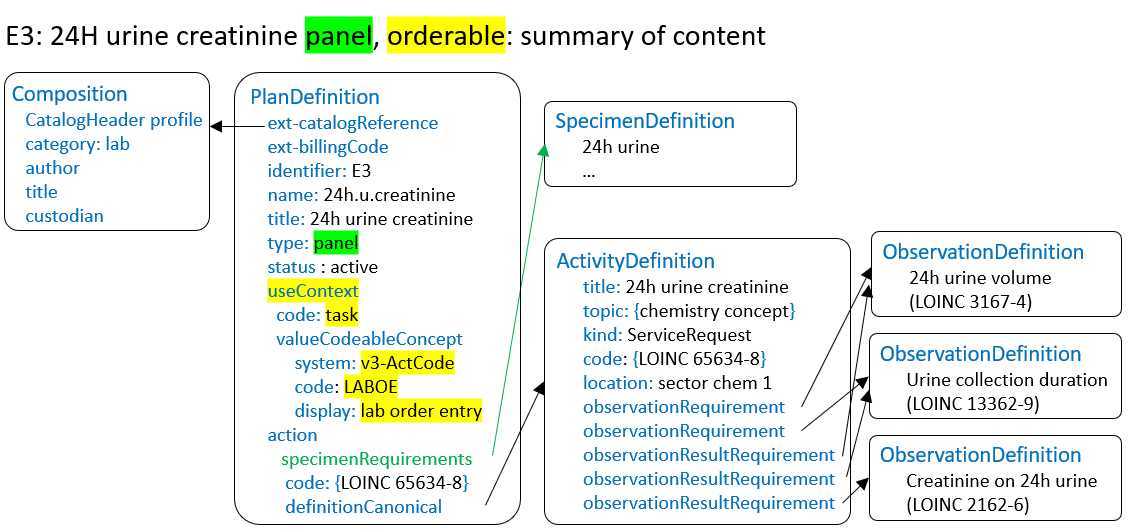 E3: 24H urine creatinine panel, orderable: summary of content
Composition
CatalogHeader profile
category: lab
author
title
custodian
PlanDefinition
ext-catalogReference
ext-billingCode
identifier: E3
name: 24h.u.creatinine
title: 24h urine creatinine
type: panel
status : active
useContext
code: task
valueCodeableConcept
system: v3-ActCode
code: LABOE
display: lab order entry
action
specimenRequirements
code: {LOINC 65634-8}
definitionCanonical
SpecimenDefinition
24h urine
...
ActivityDefinition
title: 24h urine creatinine
topic: {chemistry concept}
kind: ServiceRequest
code: {LOINC 65634-8}
location: sector chem 1
observationRequirement
observationRequirement
observationResultRequirement
observationResultRequirement
observationResultRequirement
ObservationDefinition
24h urine volume
(LOINC 3167-4)
ObservationDefinition
Urine collection duration
(LOINC 13362-9)
ObservationDefinition
Creatinine on 24h urine
(LOINC 2162-6)